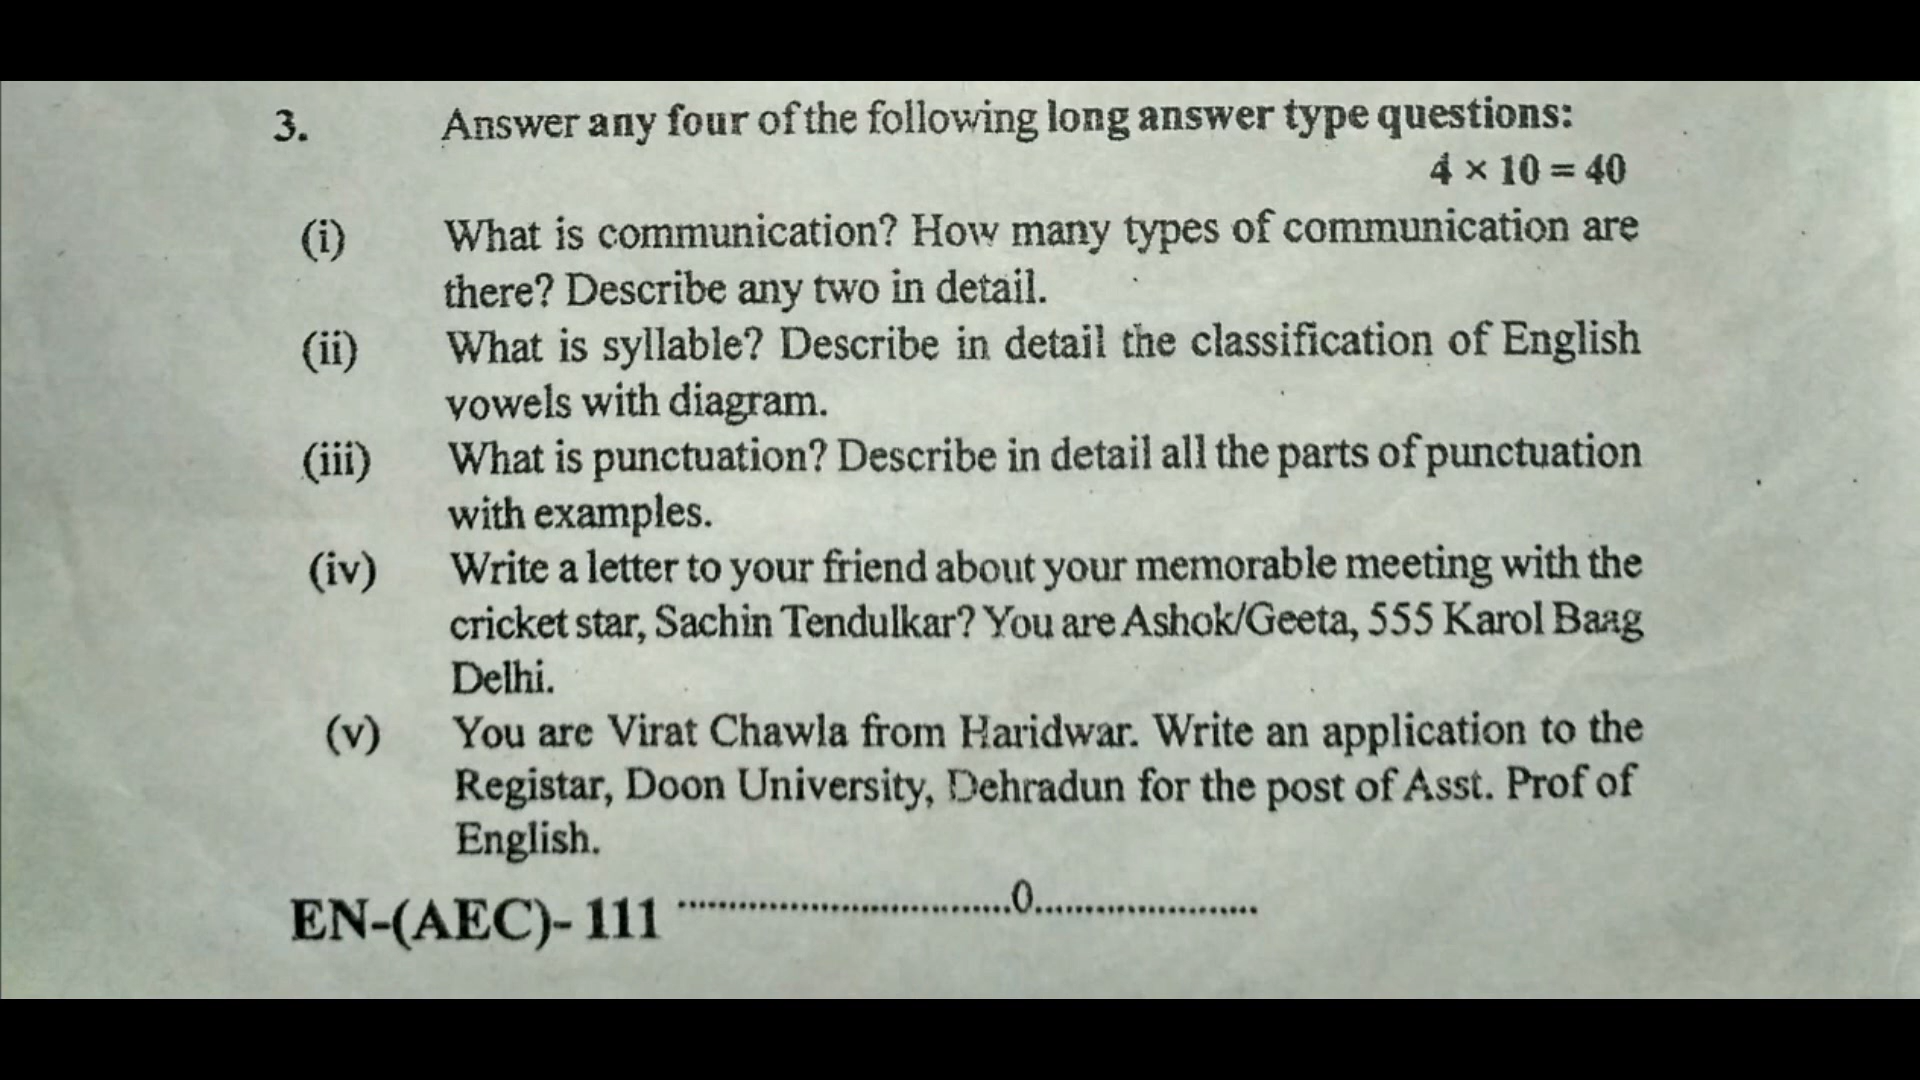 3. Answer any four of the following long answer type questions:
4 × 10 = 40
(i) What is communication? How many types of communication are
there? Describe any two in detail.
(ii) What is syllable? Describe in detail the classification of English
vowels with diagram.
(iii) What is punctuation? Describe in detail all the parts of punctuation
with examples.
(iv) Write a letter to your friend about your memorable meeting with the
cricket star, Sachin Tendulkar? You are Ashok/Geeta, 555 Karol Baag
Delhi.
(v) You are Virat Chawla from Haridwar. Write an application to the
Registar, Doon University, Dehradun for the post of Asst. Prof of
English.
EN-(AEC)- 111 ..................................0.......................